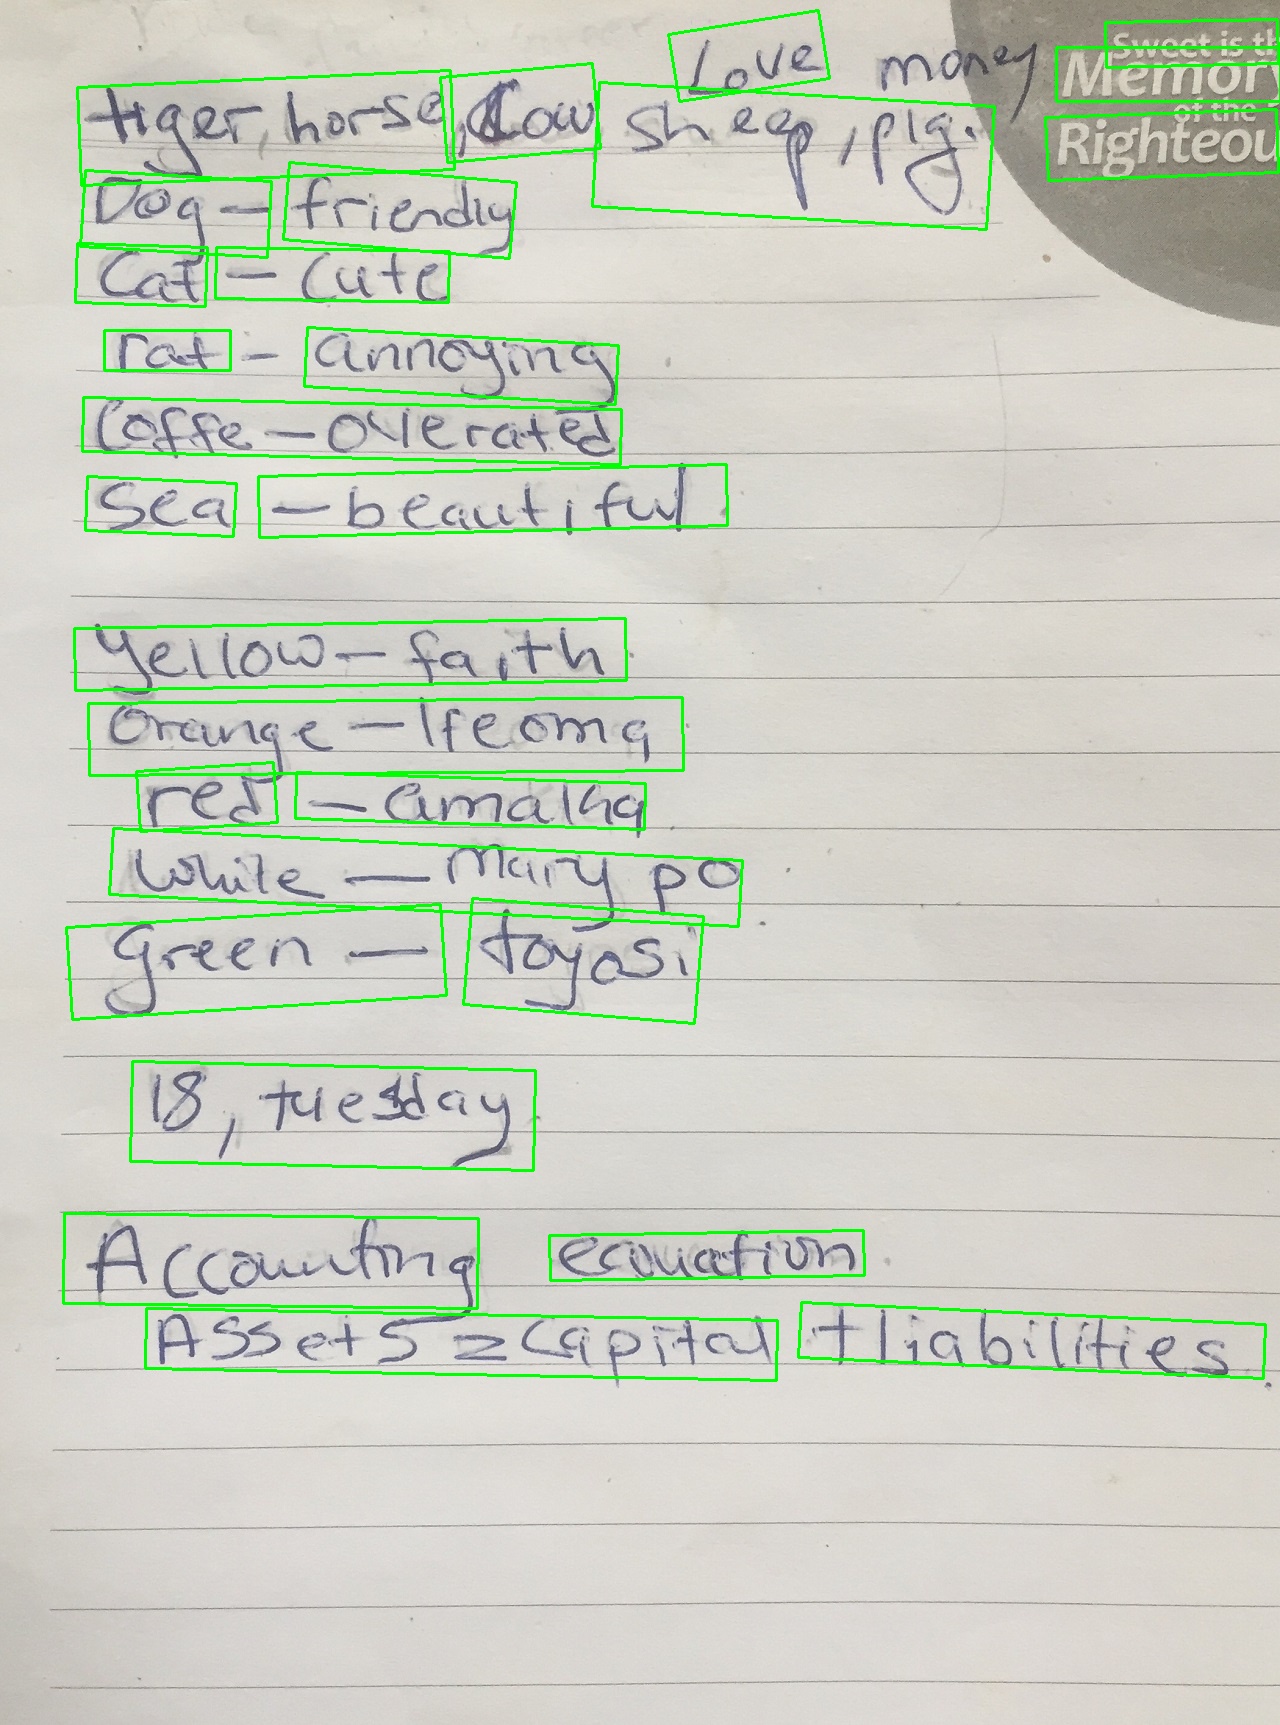 Love money
Sweet is th
Memory
of the
Righteou
tiger, horse, Cow sheep, pig.
Dog - friendly
Cat - cute
rat - annoying
Coffe - overated
Sea - beautiful
yellow - faith
Orange - Ifeoma
red - amaka
white - mary po
Green - toyosi
18, tuesday
Accounting equation
Assets = capital + liabilities